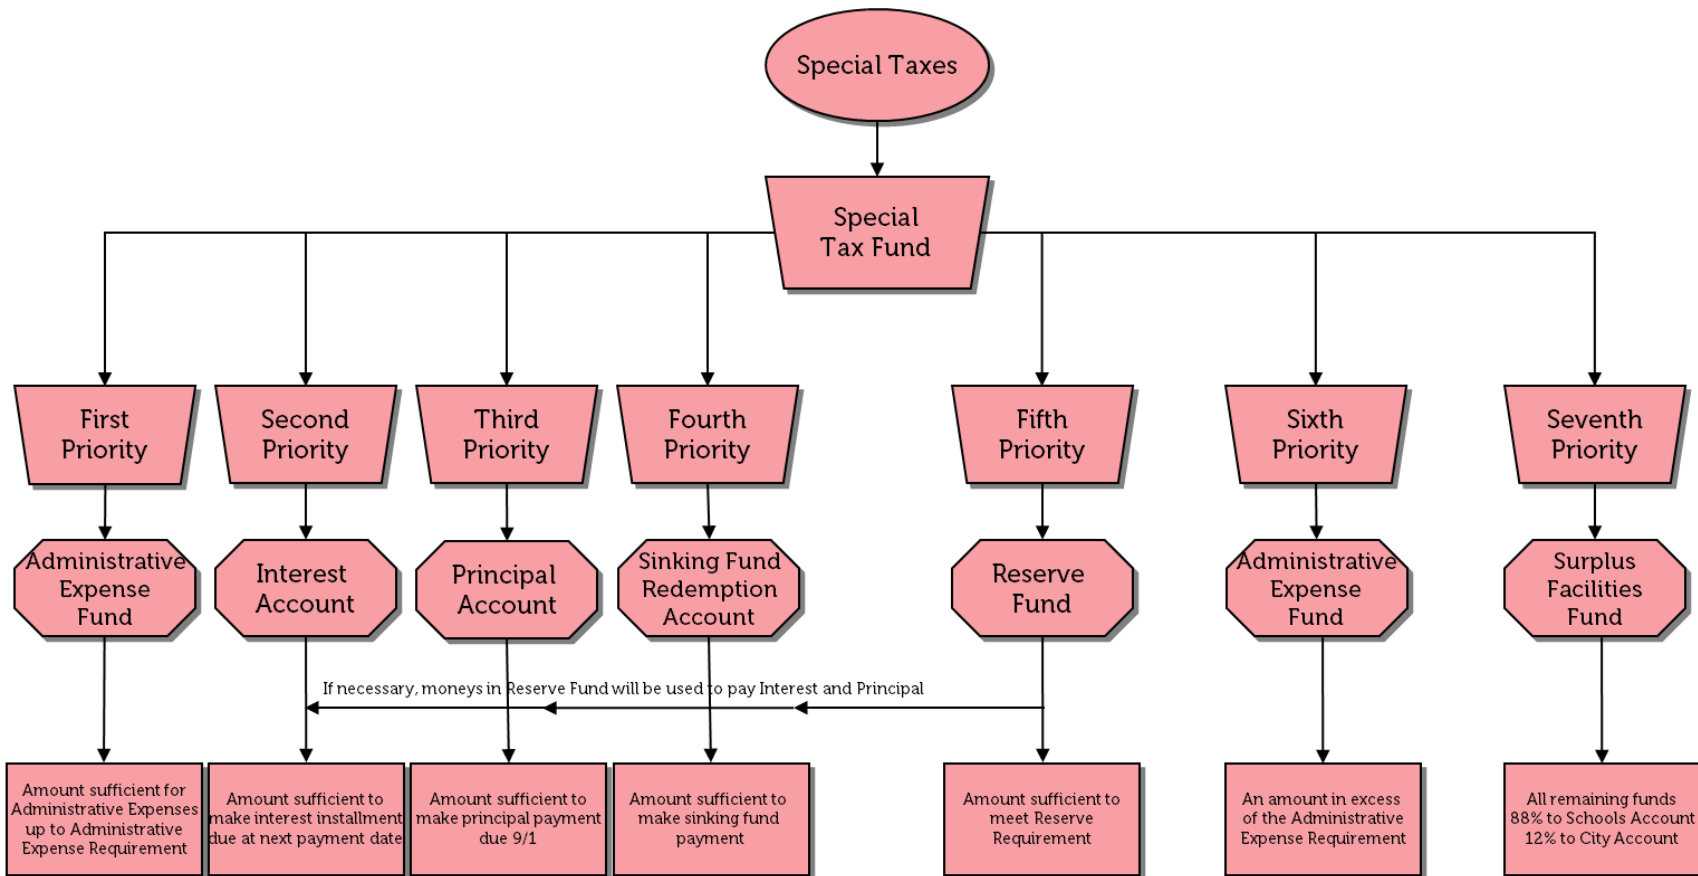 Special Taxes
Special
Tax Fund
First
Priority
Second
Priority
Third
Priority
Fourth
Priority
Fifth
Priority
Sixth
Priority
Seventh
Priority
Administrative
Expense
Fund
Interest
Account
Principal
Account
Sinking Fund
Redemption
Account
Reserve
Fund
Administrative
Expense
Fund
Surplus
Facilities
Fund
If necessary, moneys in Reserve Fund will be used to pay Interest and Principal
Amount sufficient for
Administrative Expenses
up to Administrative
Expense Requirement
Amount sufficient to
make interest installment
due at next payment date
Amount sufficient to
make principal payment
due 9/1
Amount sufficient to
make sinking fund
payment
Amount sufficient to
meet Reserve
Requirement
An amount in excess
of the Administrative
Expense Requirement
All remaining funds
88% to Schools Account
12% to City Account